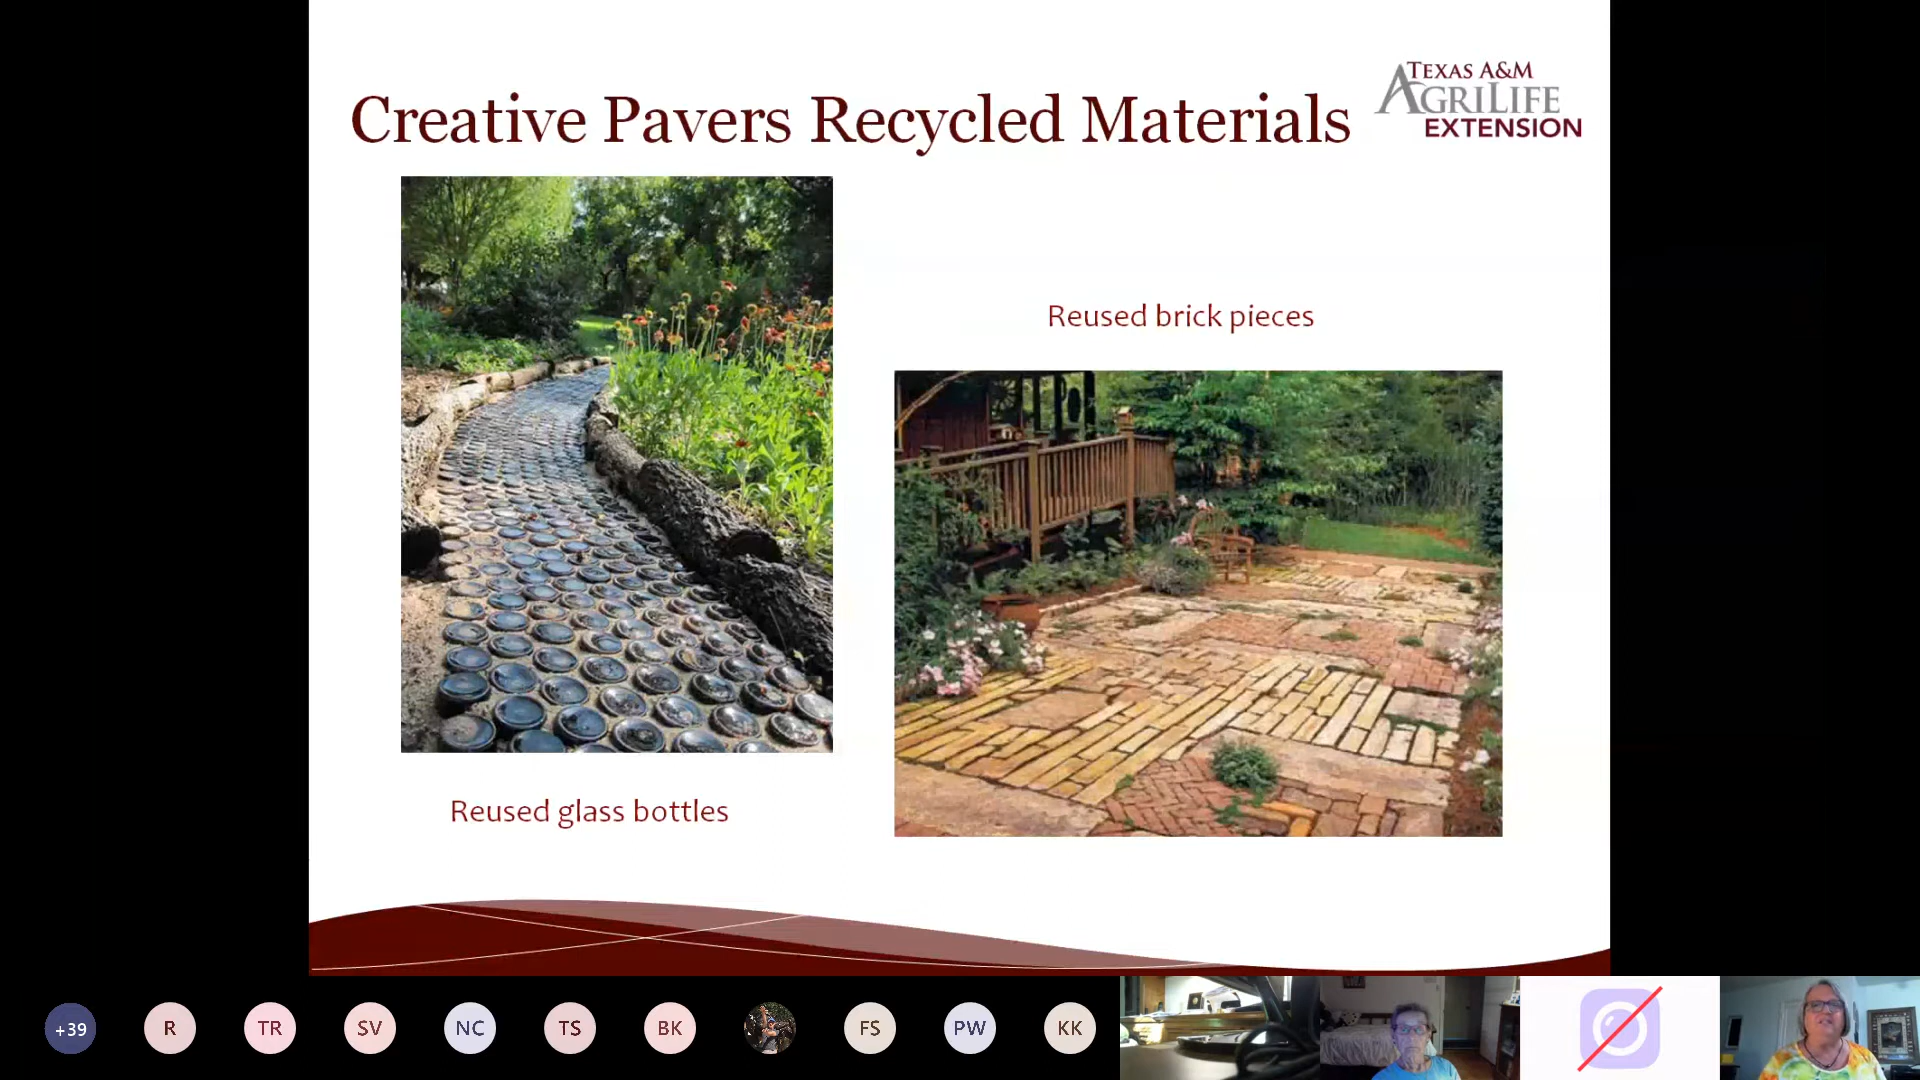 Creative Pavers Recycled Materials
TEXAS A&M
AGRILIFE
EXTENSION
Reused brick pieces
Reused glass bottles
+39
R
TR
SV
NC
TS
BK
FS
PW
KK